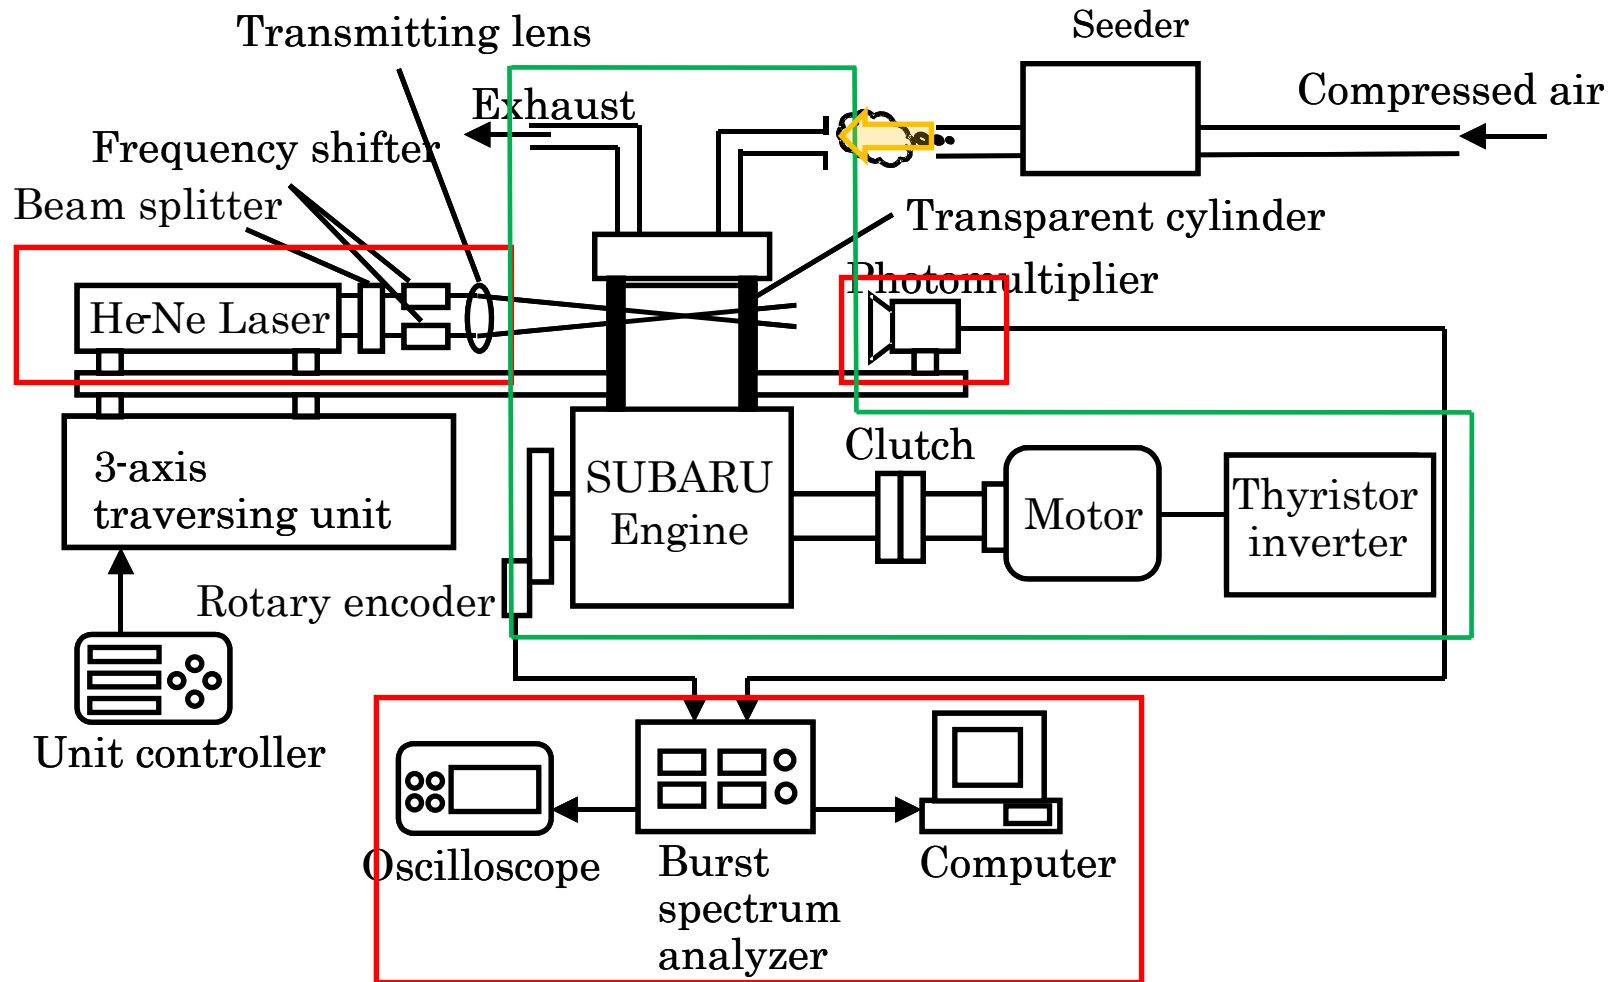 Transmitting lens
Seeder
Exhaust
Compressed air
Frequency shifter
Beam splitter
Transparent cylinder
Photomultiplier
He-Ne Laser
3-axis
traversing unit
SUBARU
Engine
Clutch
Motor
Thyristor
inverter
Rotary encoder
Unit controller
Oscilloscope
Burst
spectrum
analyzer
Computer